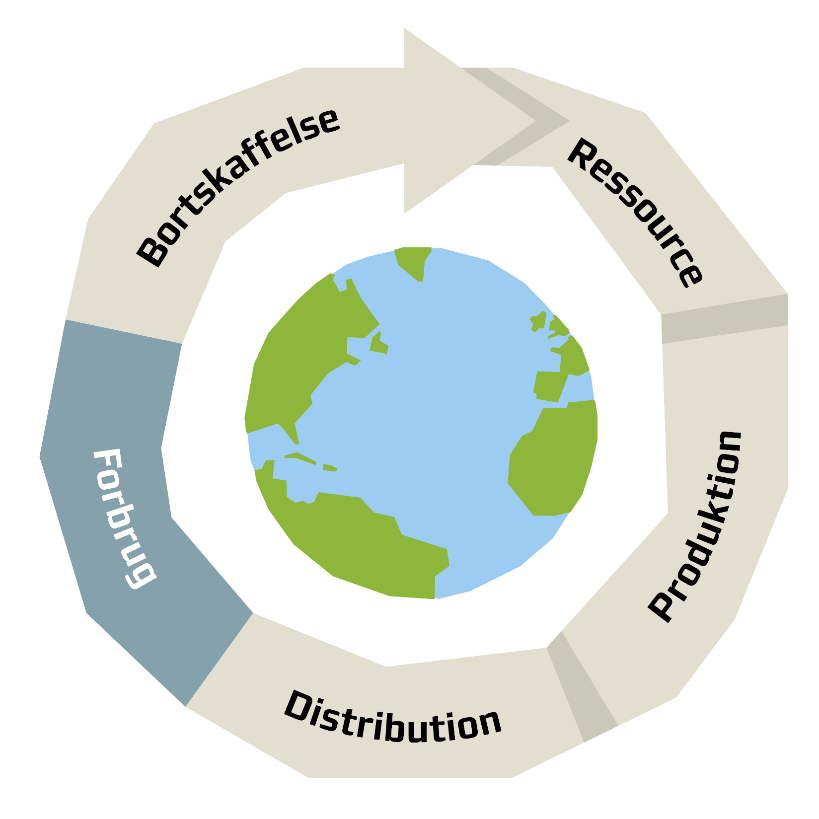 Ressource
Produktion
Distribution
Forbrug
Bortskaffelse